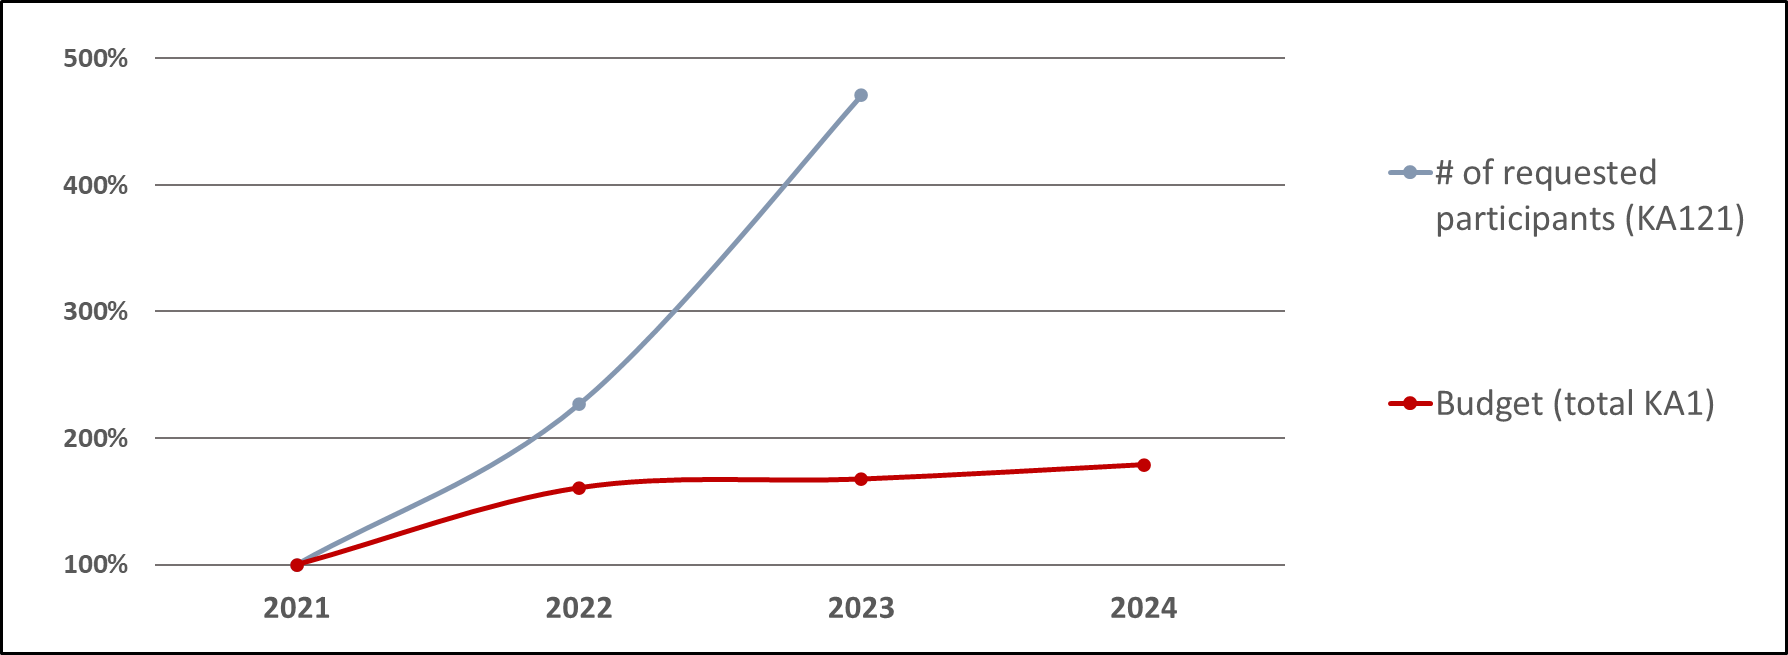 500%
400%
300%
200%
100%
2021 2022 2023 2024
# of requested
participants (KA121)
Budget (total KA1)